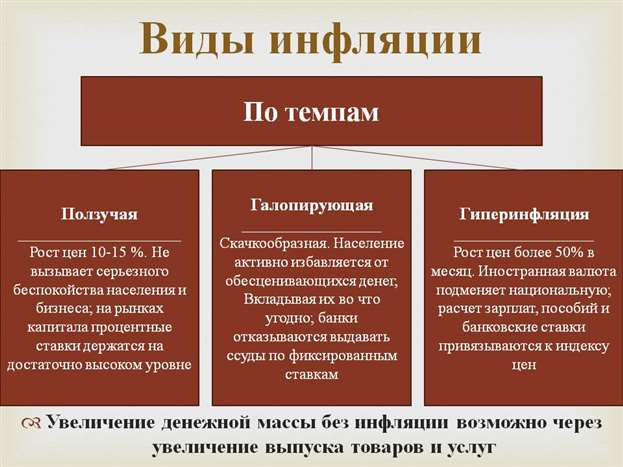 Виды инфляции
По темпам
Ползучая
Рост цен 10-15 %. Не
вызывает серьезного
беспокойства населения и
бизнеса; на рынках
капитала процентные
ставки держатся на
достаточно высоком уровне
Галопирующая
Скачкообразная. Население
активно избавляется от
обесценивающихся денег,
Вкладывая их во что
угодно; банки
отказываются выдавать
ссуды по фиксированным
ставкам
Гиперинфляция
Рост цен более 50% в
месяц. Иностранная валюта
подменяет национальную;
расчет зарплат, пособий и
банковские ставки
привязываются к индексу
цен
Увеличение денежной массы без инфляции возможно через
увеличение выпуска товаров и услуг